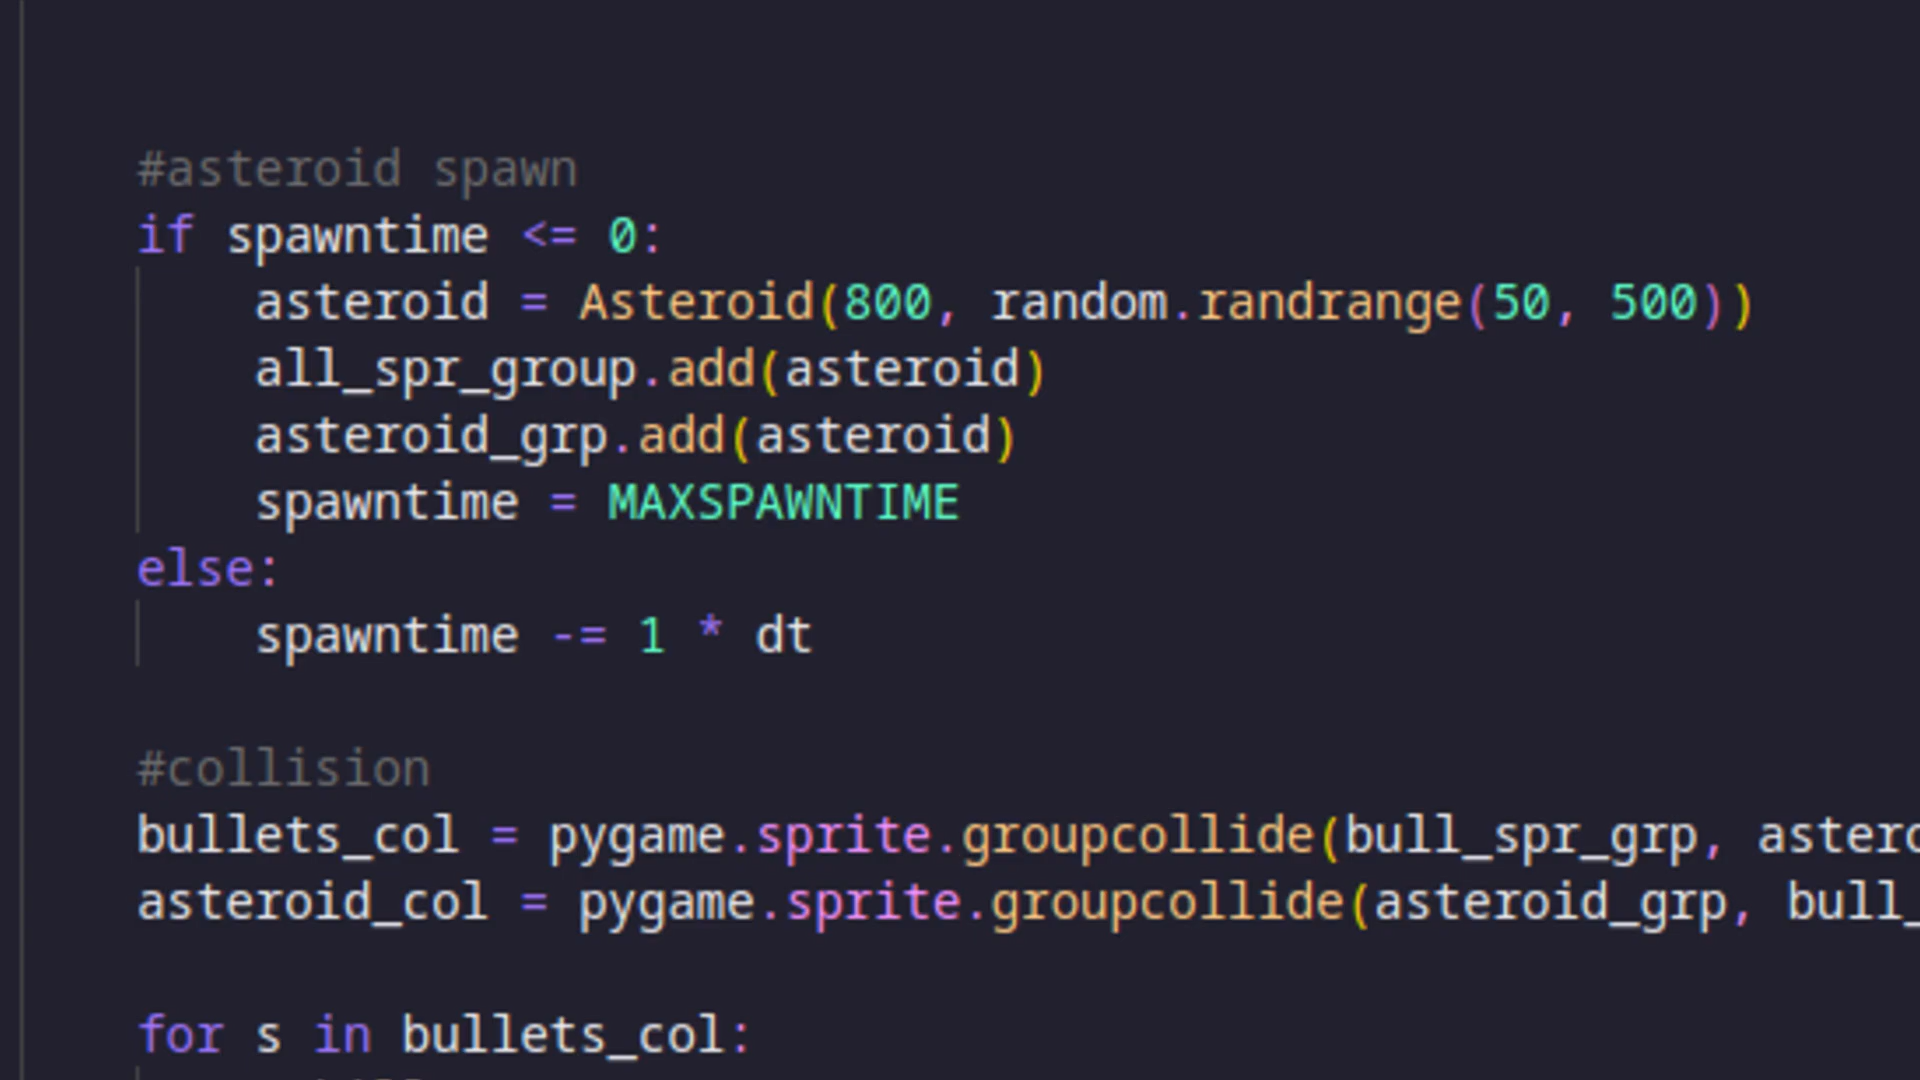 #asteroid spawn
if spawntime <= 0:
    asteroid = Asteroid(800, random.randrange(50, 500))
    all_spr_group.add(asteroid)
    asteroid_grp.add(asteroid)
    spawntime = MAXSPAWNTIME
else:
    spawntime -= 1 * dt
#collision
bullets_col = pygame.sprite.groupcollide(bull_spr_grp,
asteroid_col = pygame.sprite.groupcollide(asteroid_grp, bull_
for s in bullets_col: